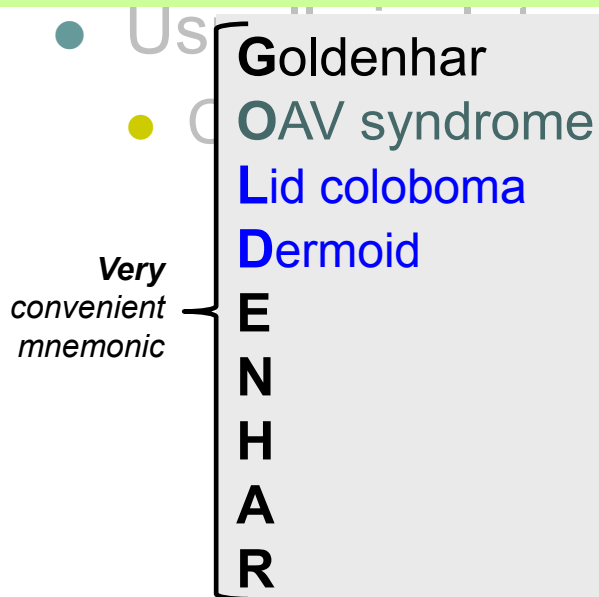 Goldenhar
OAV syndrome
Lid coloboma
Dermoid
Very
convenient
mnemonic
E
N
H
A
R